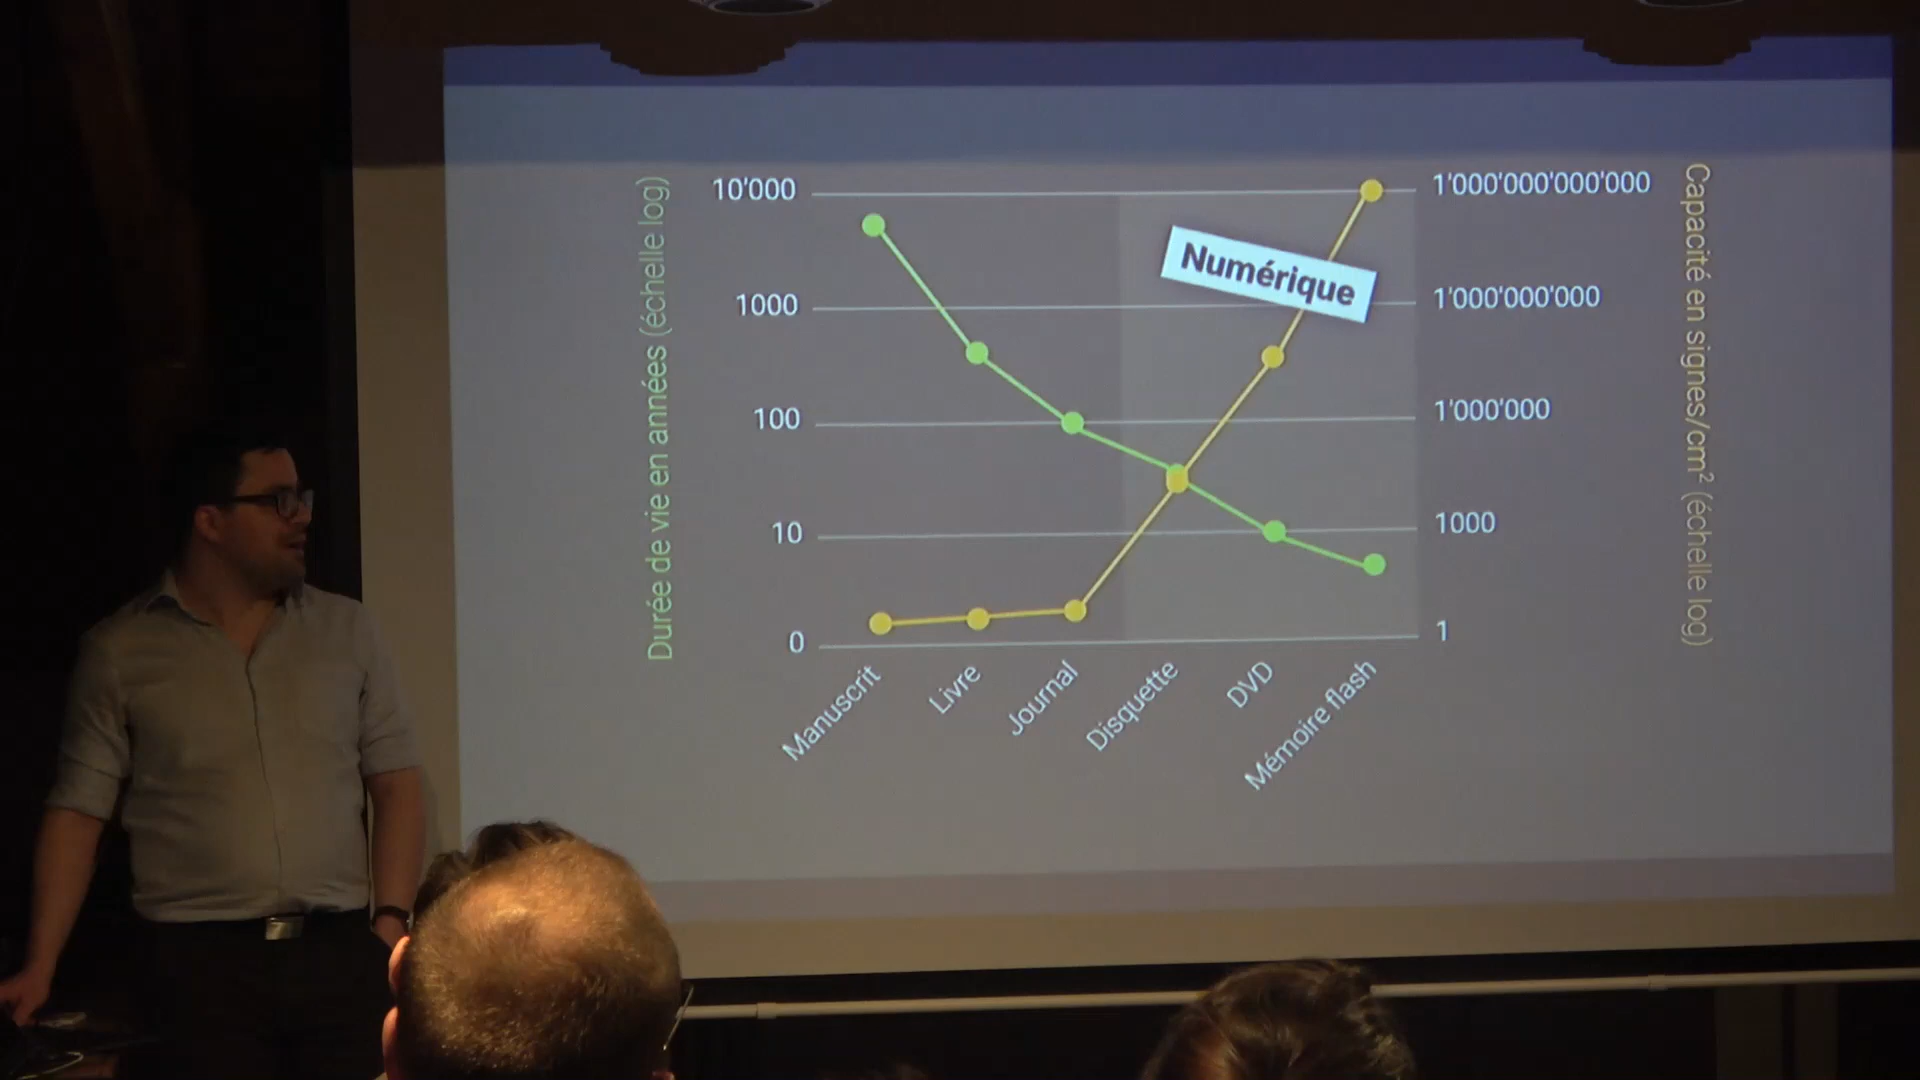 Durée de vie en années (échelle log)
10'000
1000
100
10
0
Numérique
1'000'000'000'000
1'000'000'000
1'000'000
1000
1
Capacité en signes/cm² (échelle log)
Manuscrit
Livre
Journal
Disquette
DVD
Mémoire flash